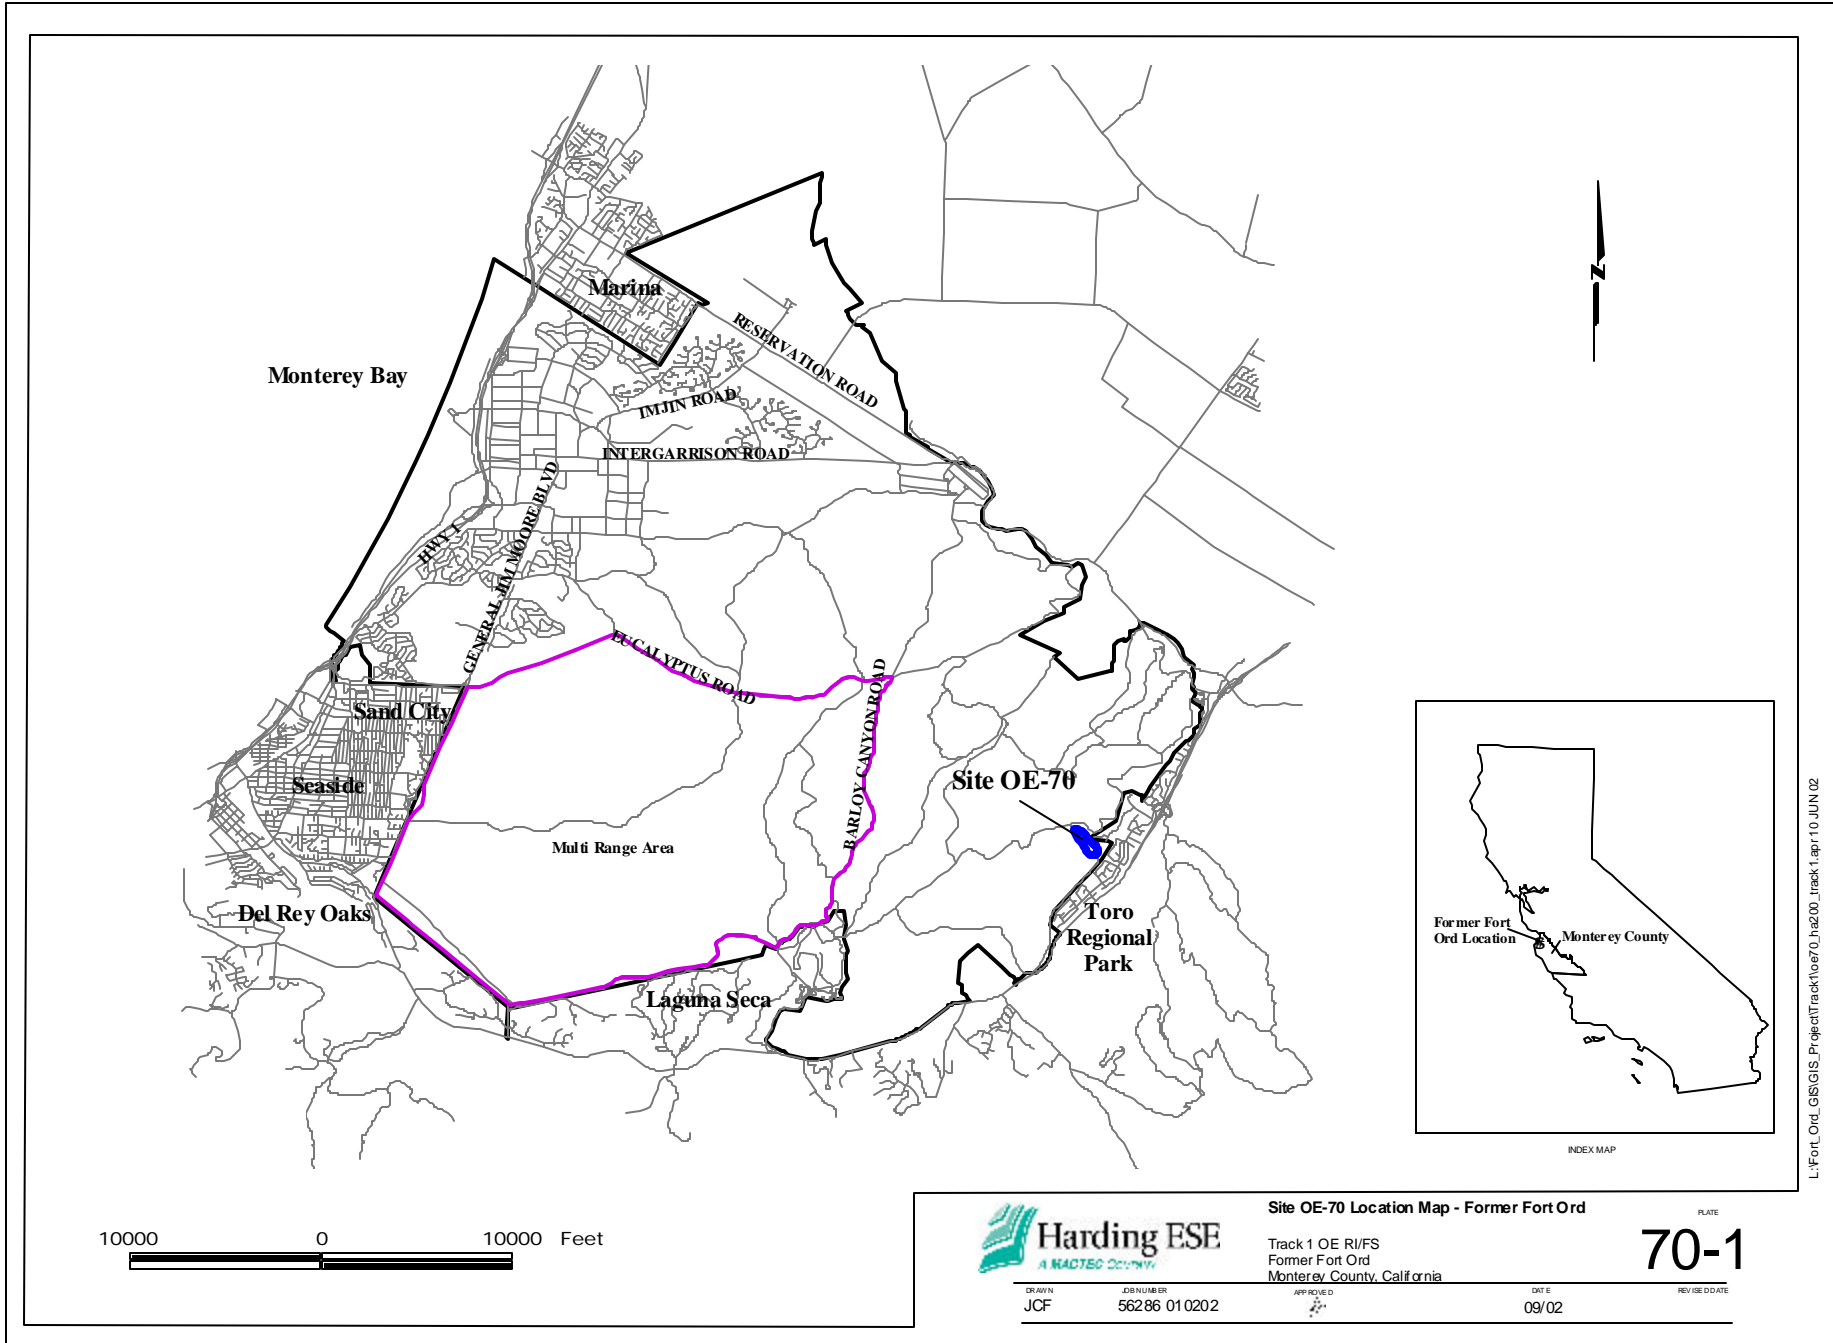 Marina
Monterey Bay
RESERVATION ROAD
IMJIN ROAD
INTERGARRISON ROAD
HWY 1
GENERAL JIM MOORE BLVD
EUCALYPTUS ROAD
BARLOY CANYON ROAD
Sand City
Seaside
Site OE-70
Multi Range Area
Del Rey Oaks
Toro
Regional
Park
Laguna Seca
N
Former Fort
Ord Location
Monterey County
INDEX MAP
L:\Fort_Ord_GIS\GIS_Project\Track1\oe70_ha200_track1.apr 10 JUN 02
10000 0 10000 Feet
Harding ESE
A MACTEC COMPANY
Site OE-70 Location Map - Former Fort Ord
Track 1 OE RI/FS
Former Fort Ord
Monterey County, California
PLATE
70-1
DRAWN JOB NUMBER APPROVED DATE REVISED DATE
JCF 56286 010202 09/02